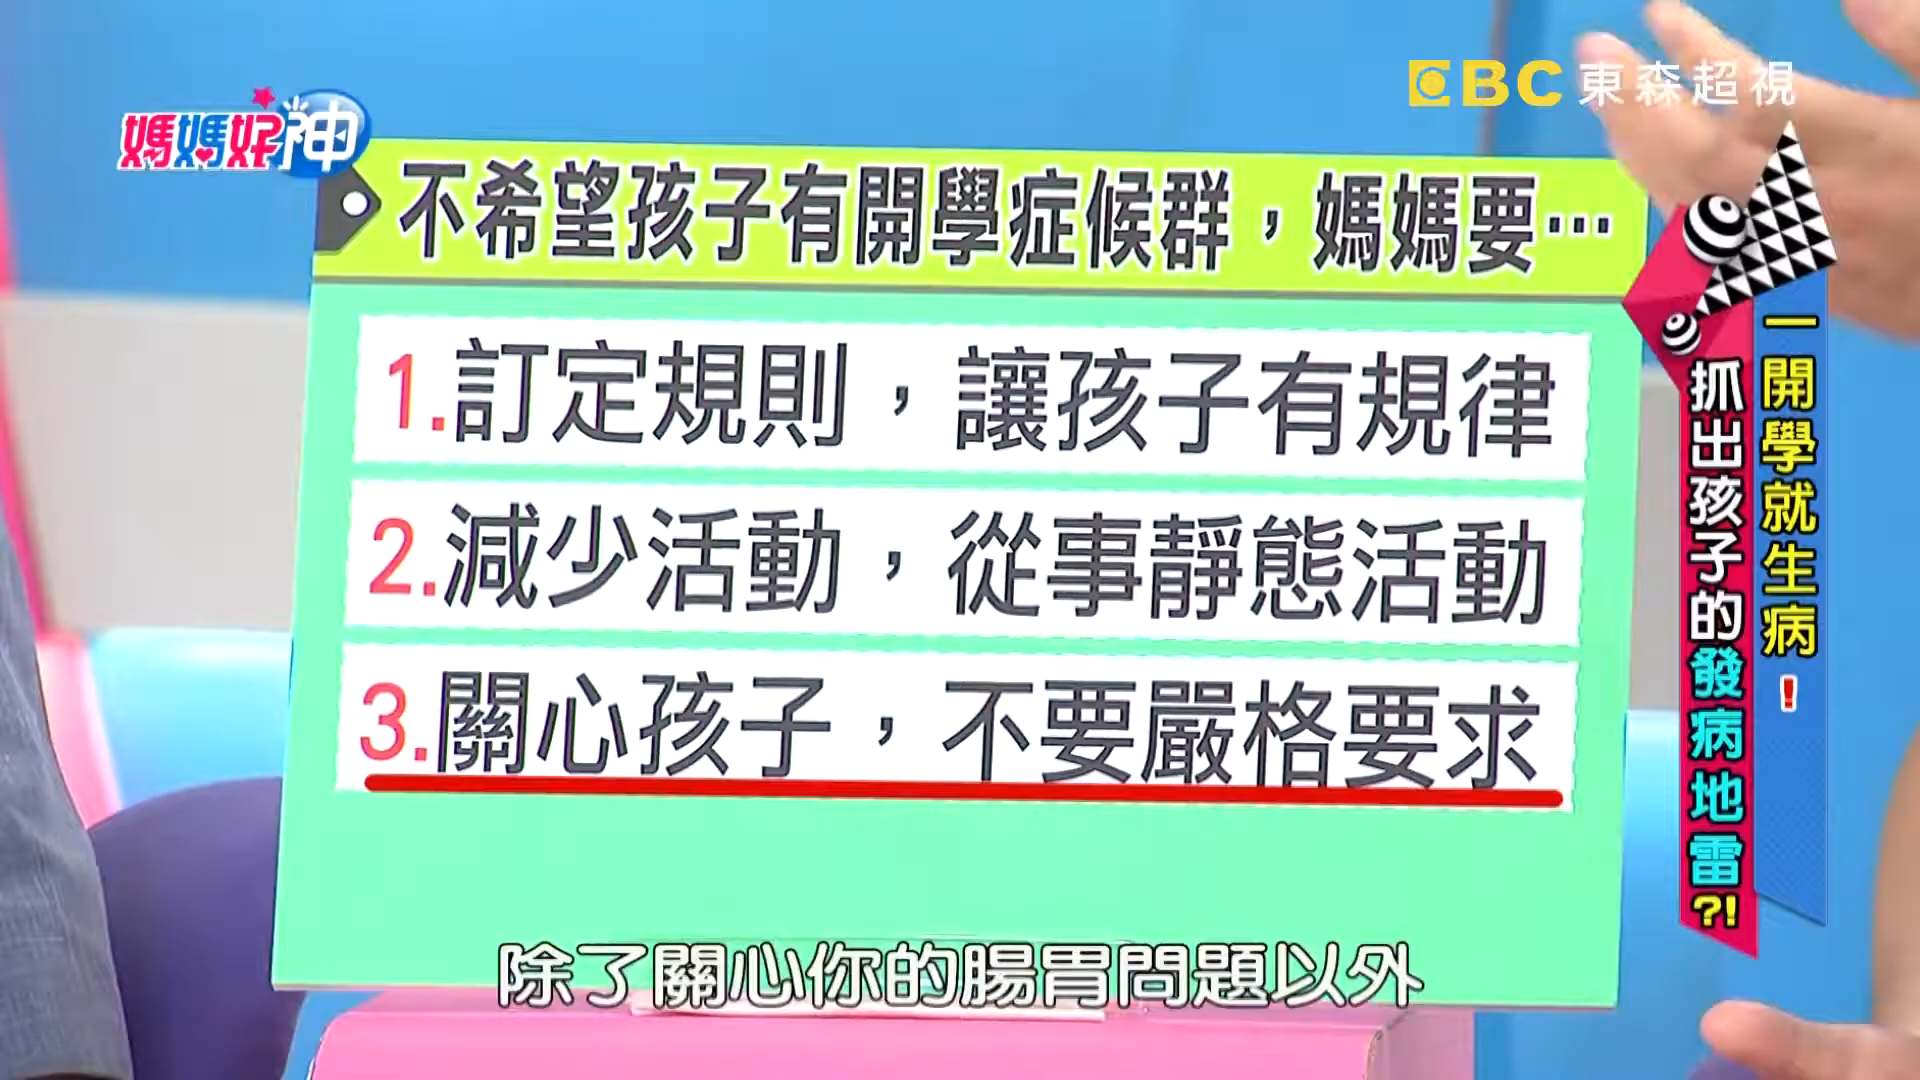 媽媽好神
EBC 東森超視
不希望孩子有開學症候群，媽媽要…
1.訂定規則，讓孩子有規律
2.減少活動，從事靜態活動
3.關心孩子，不要嚴格要求
一開學就生病！
抓出孩子的發病地雷?!
除了關心你的腸胃問題以外